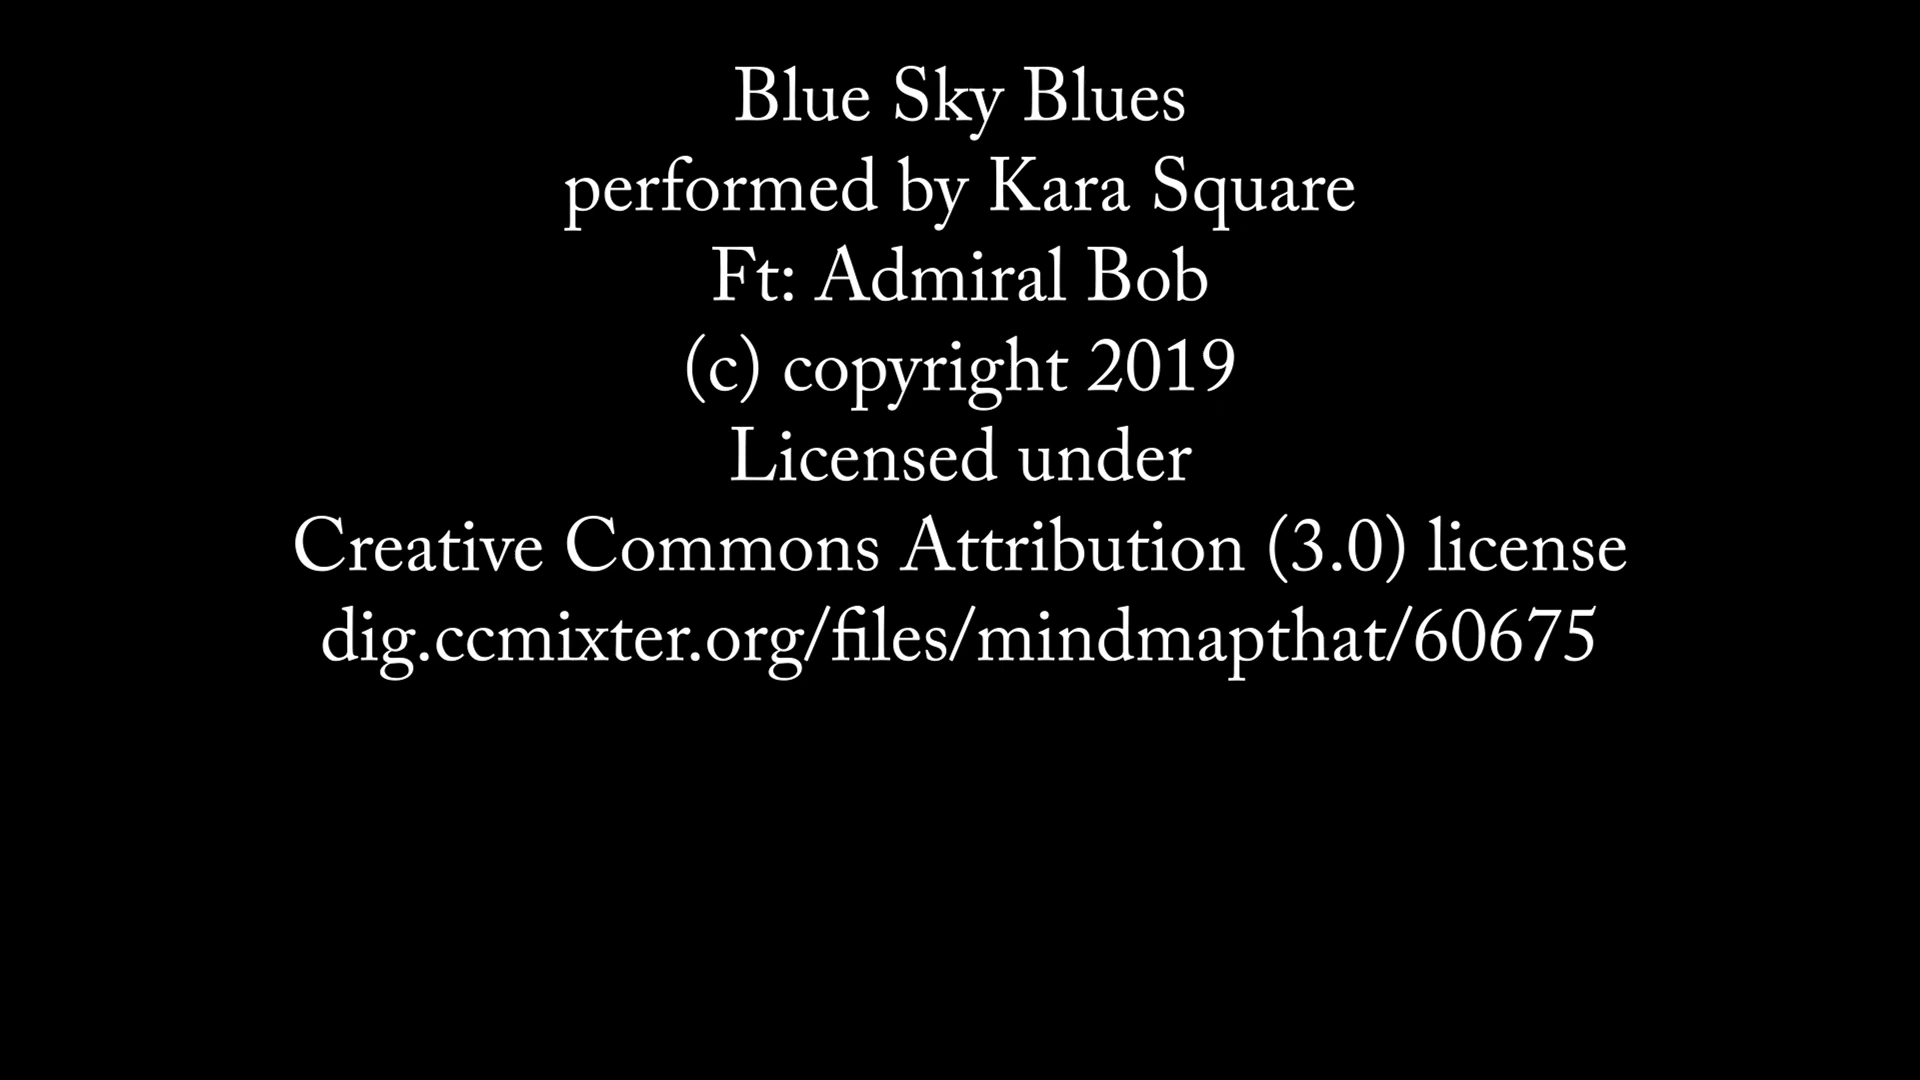 Blue Sky Blues
performed by Kara Square
Ft: Admiral Bob
(c) copyright 2019
Licensed under
Creative Commons Attribution (3.0) license
dig.ccmixter.org/files/mindmapthat/60675